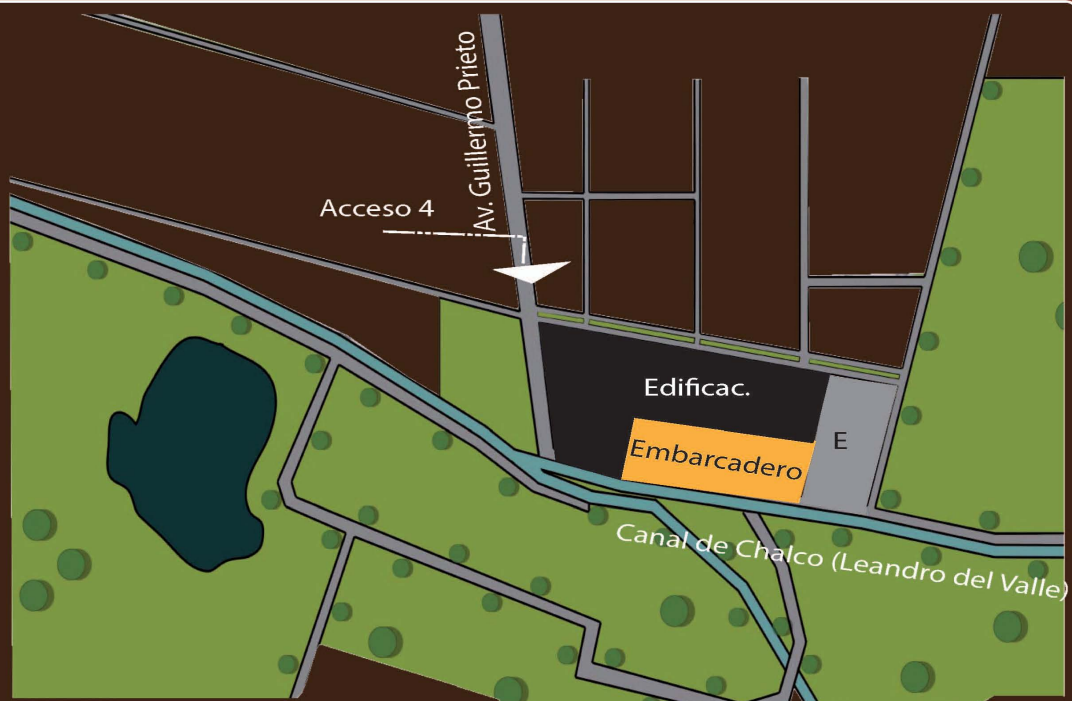 Av. Guillermo Prieto
Acceso 4
Edificac.
E
Embarcadero
Canal de Chalco (Leandro del Valle)